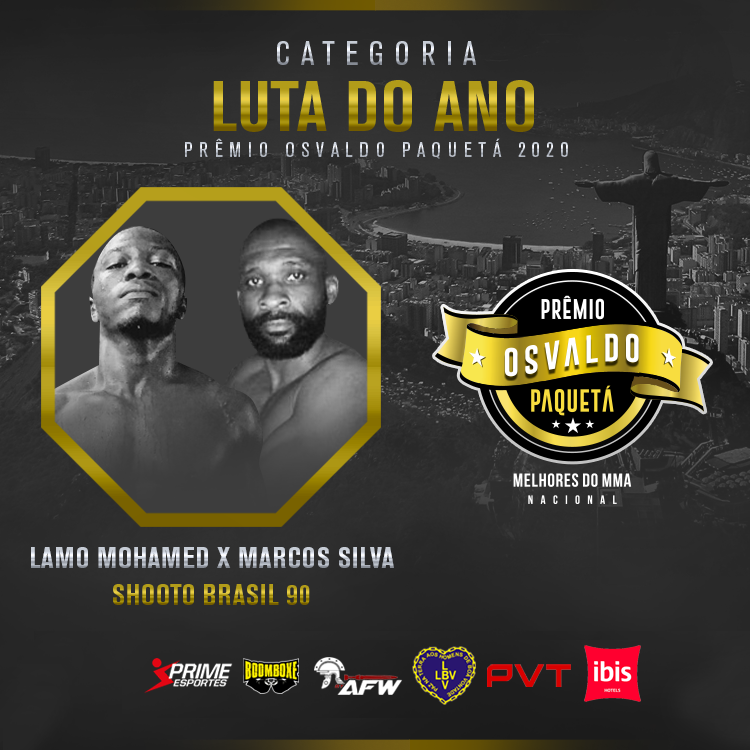 CATEGORIA
LUTA DO ANO
PRÊMIO OSVALDO PAQUETÁ 2020
PRÊMIO
OSVALDO
PAQUETÁ
MELHORES DO MMA
NACIONAL
LAMO MOHAMED X MARCOS SILVA
SHOOTO BRASIL 90
PRIME
ESPORTES
BOOMBOXE
AFW
LBV
PVT
ibis
HOTELS